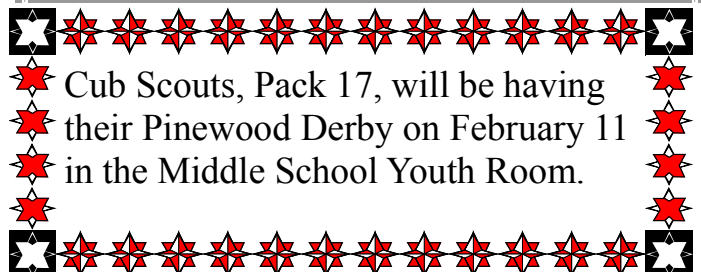 Cub Scouts, Pack 17, will be having
their Pinewood Derby on February 11
in the Middle School Youth Room.